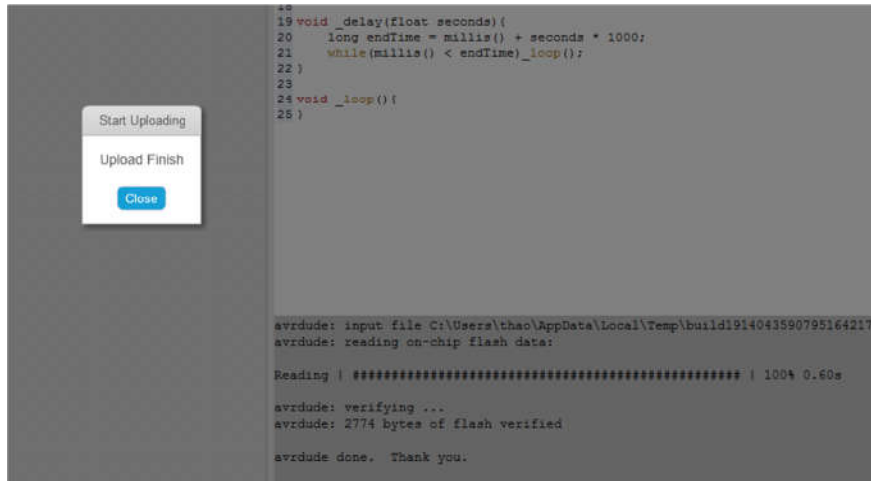 Start Uploading
Upload Finish
Close
18
19 void _delay(float seconds){
20 long endTime = millis() + seconds * 1000;
21 while(millis() < endTime)_loop();
22 }
23
24 void _loop(){
25 }
avrdude: input file C:\Users\thao\AppData\Local\Temp\build1914043590795164217
avrdude: reading on-chip flash data:
Reading | ################################################## | 100% 0.60s
avrdude: verifying ...
avrdude: 2774 bytes of flash verified
avrdude done.  Thank you.